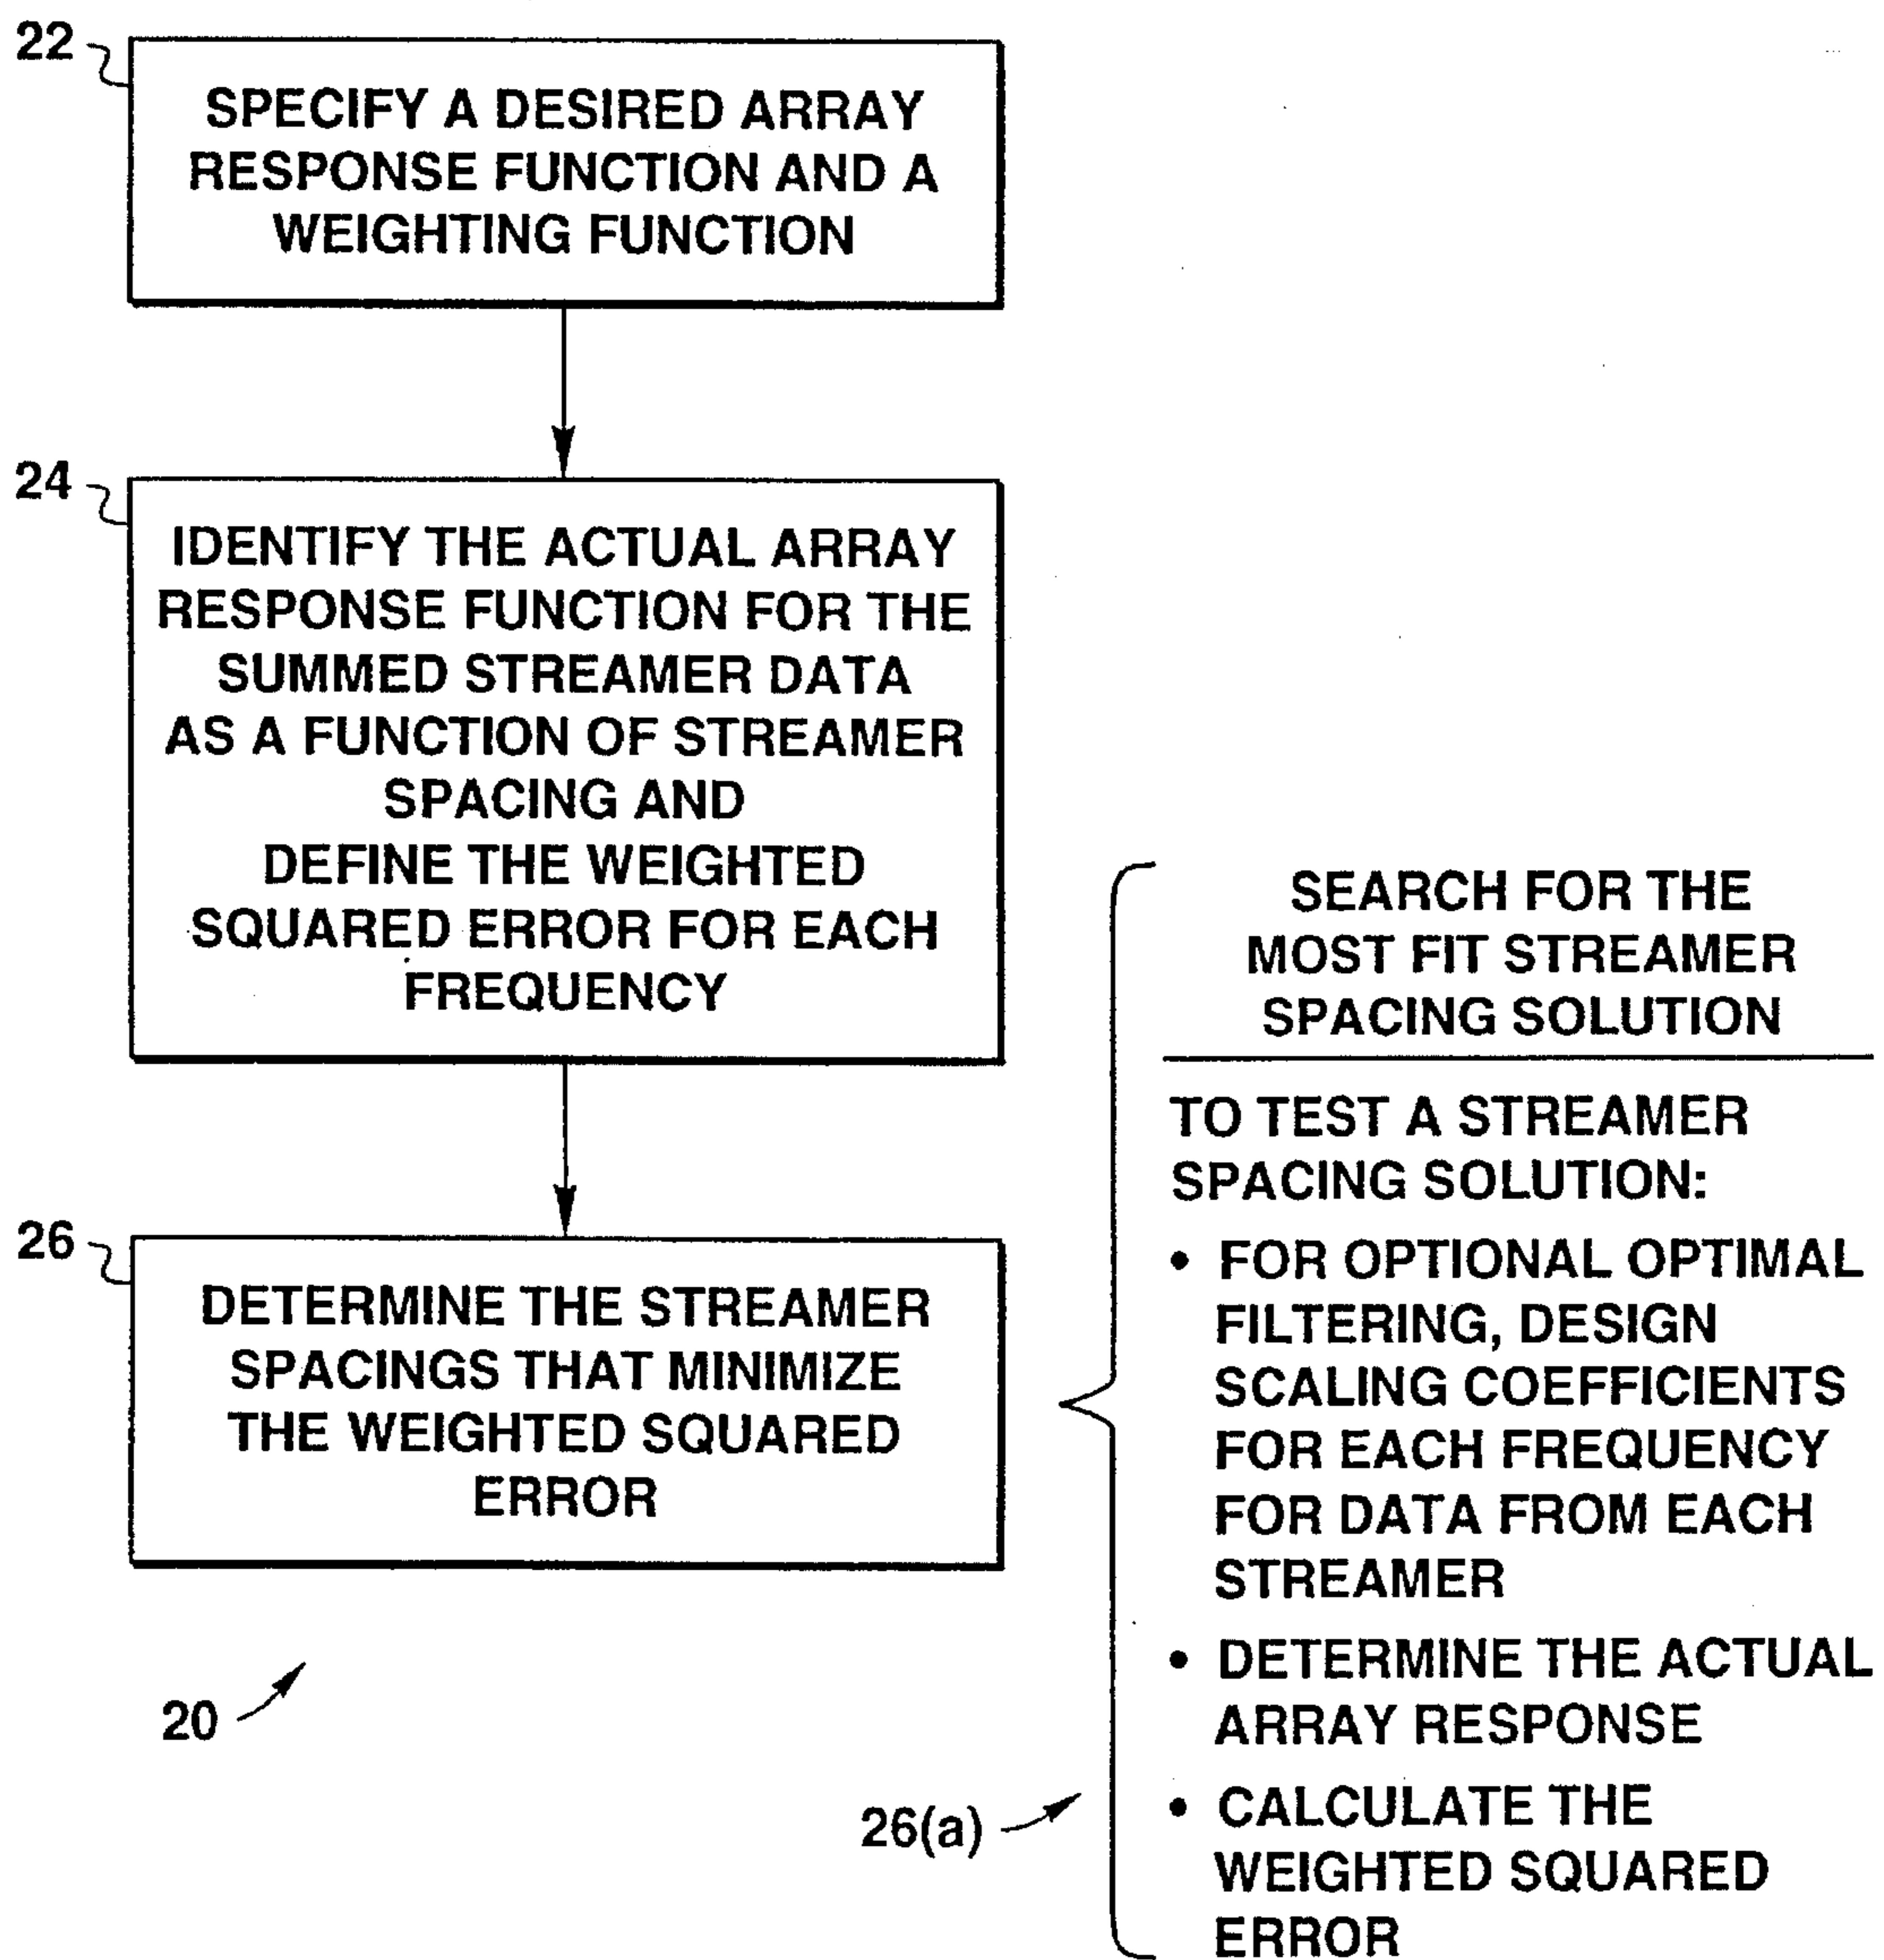 22
SPECIFY A DESIRED ARRAY
RESPONSE FUNCTION AND A
WEIGHTING FUNCTION
24
IDENTIFY THE ACTUAL ARRAY
RESPONSE FUNCTION FOR THE
SUMMED STREAMER DATA
AS A FUNCTION OF STREAMER
SPACING AND
DEFINE THE WEIGHTED
SQUARED ERROR FOR EACH
FREQUENCY
26
DETERMINE THE STREAMER
SPACINGS THAT MINIMIZE
THE WEIGHTED SQUARED
ERROR
20
SEARCH FOR THE
MOST FIT STREAMER
SPACING SOLUTION
TO TEST A STREAMER
SPACING SOLUTION:
• FOR OPTIONAL OPTIMAL
FILTERING, DESIGN
SCALING COEFFICIENTS
FOR EACH FREQUENCY
FOR DATA FROM EACH
STREAMER
• DETERMINE THE ACTUAL
ARRAY RESPONSE
• CALCULATE THE
WEIGHTED SQUARED
ERROR
26(a)